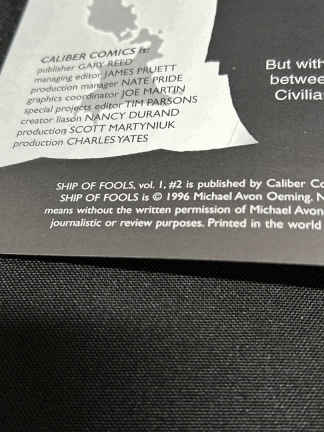 CALIBER COMICS is:
publisher GARY REED
managing editor JAMES PRUETT
production manager NATE PRIDE
graphics coordinator JOE MARTIN
special projects editor TIM PARSONS
creator liason NANCY DURAND
production SCOTT MARTYNIUK
production CHARLES YATES
But with
between
Civilia
SHIP OF FOOLS, vol. 1, #2 is published by Caliber Co
SHIP OF FOOLS is © 1996 Michael Avon Oeming. N
means without the written permission of Michael Avon
journalistic or review purposes. Printed in the world